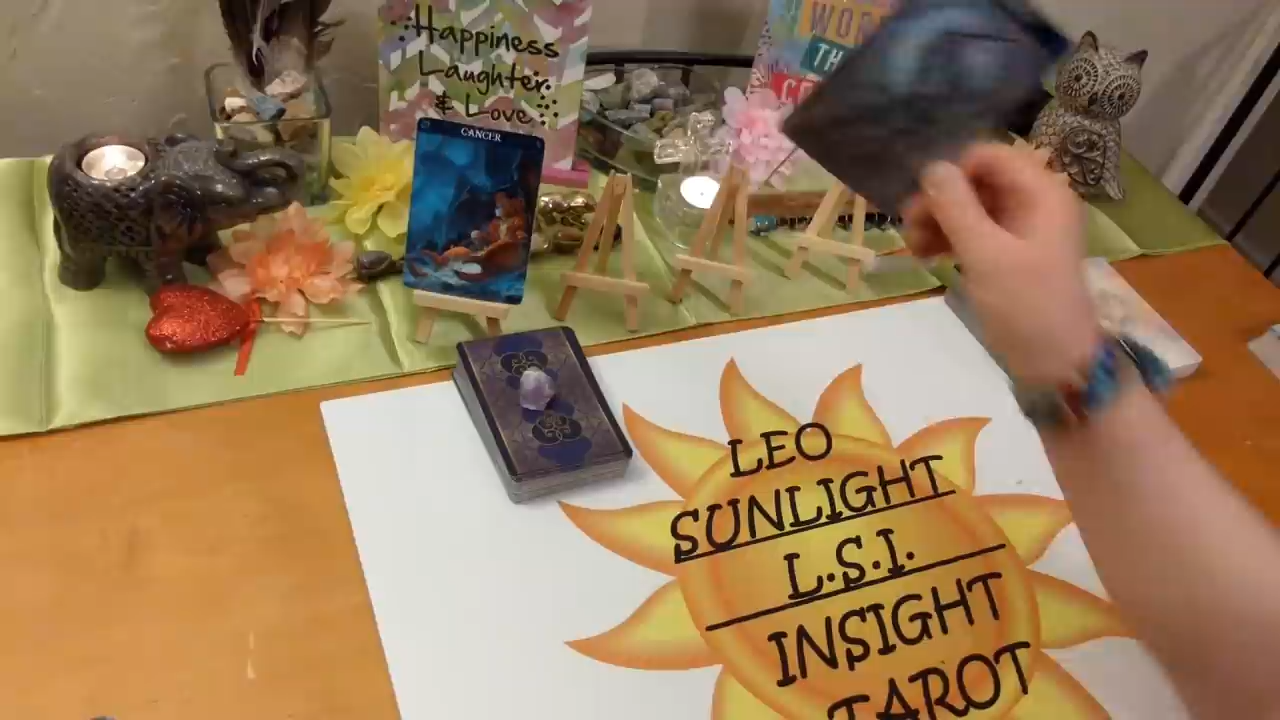 Happiness
Laughter
& Love
CANCER
LEO
SUNLIGHT
L.S.I.
INSIGHT
TAROT